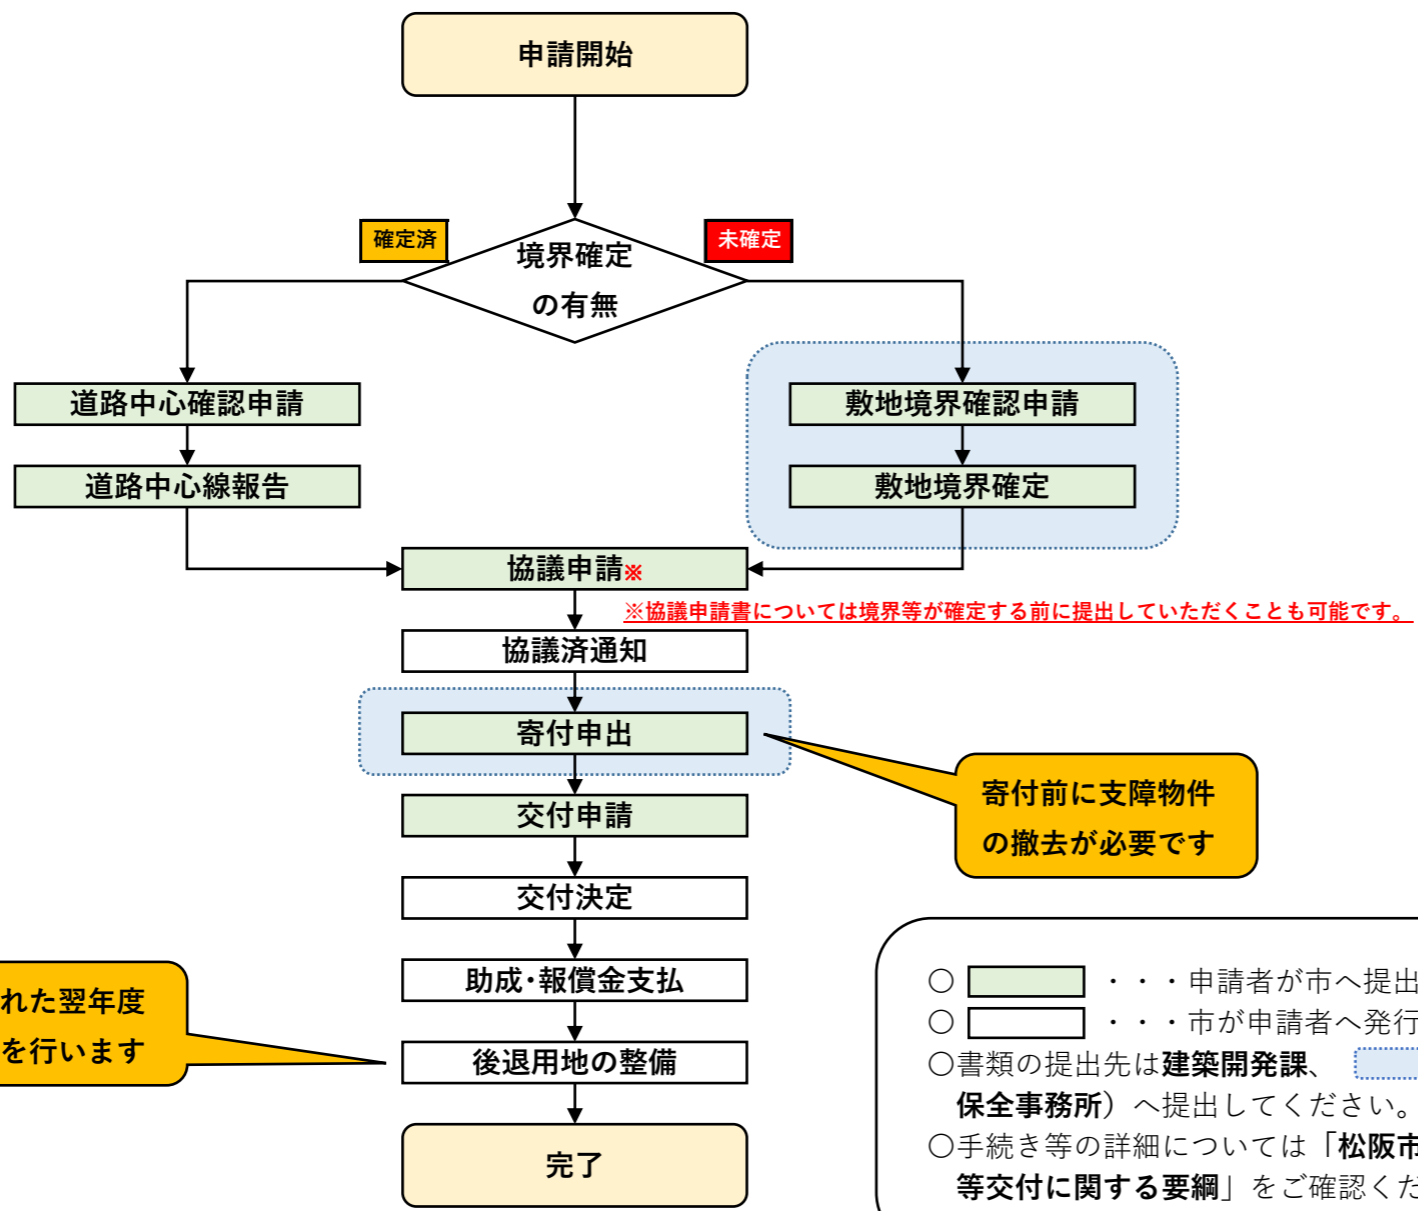 申請開始
確定済
未確定
境界確定
の有無
道路中心確認申請
敷地境界確認申請
道路中心線報告
敷地境界確定
協議申請※
※協議申請書については境界等が確定する前に提出していただくことも可能です。
協議済通知
寄付申出
寄付前に支障物件
の撤去が必要です
交付申請
交付決定
助成・報償金支払
れた翌年度
を行います
後退用地の整備
完了
○ ・・・申請者が市へ提出
○ ・・・市が申請者へ発行
○書類の提出先は建築開発課、
保全事務所）へ提出してください。
○手続き等の詳細については「松阪市
等交付に関する要綱」をご確認くだ